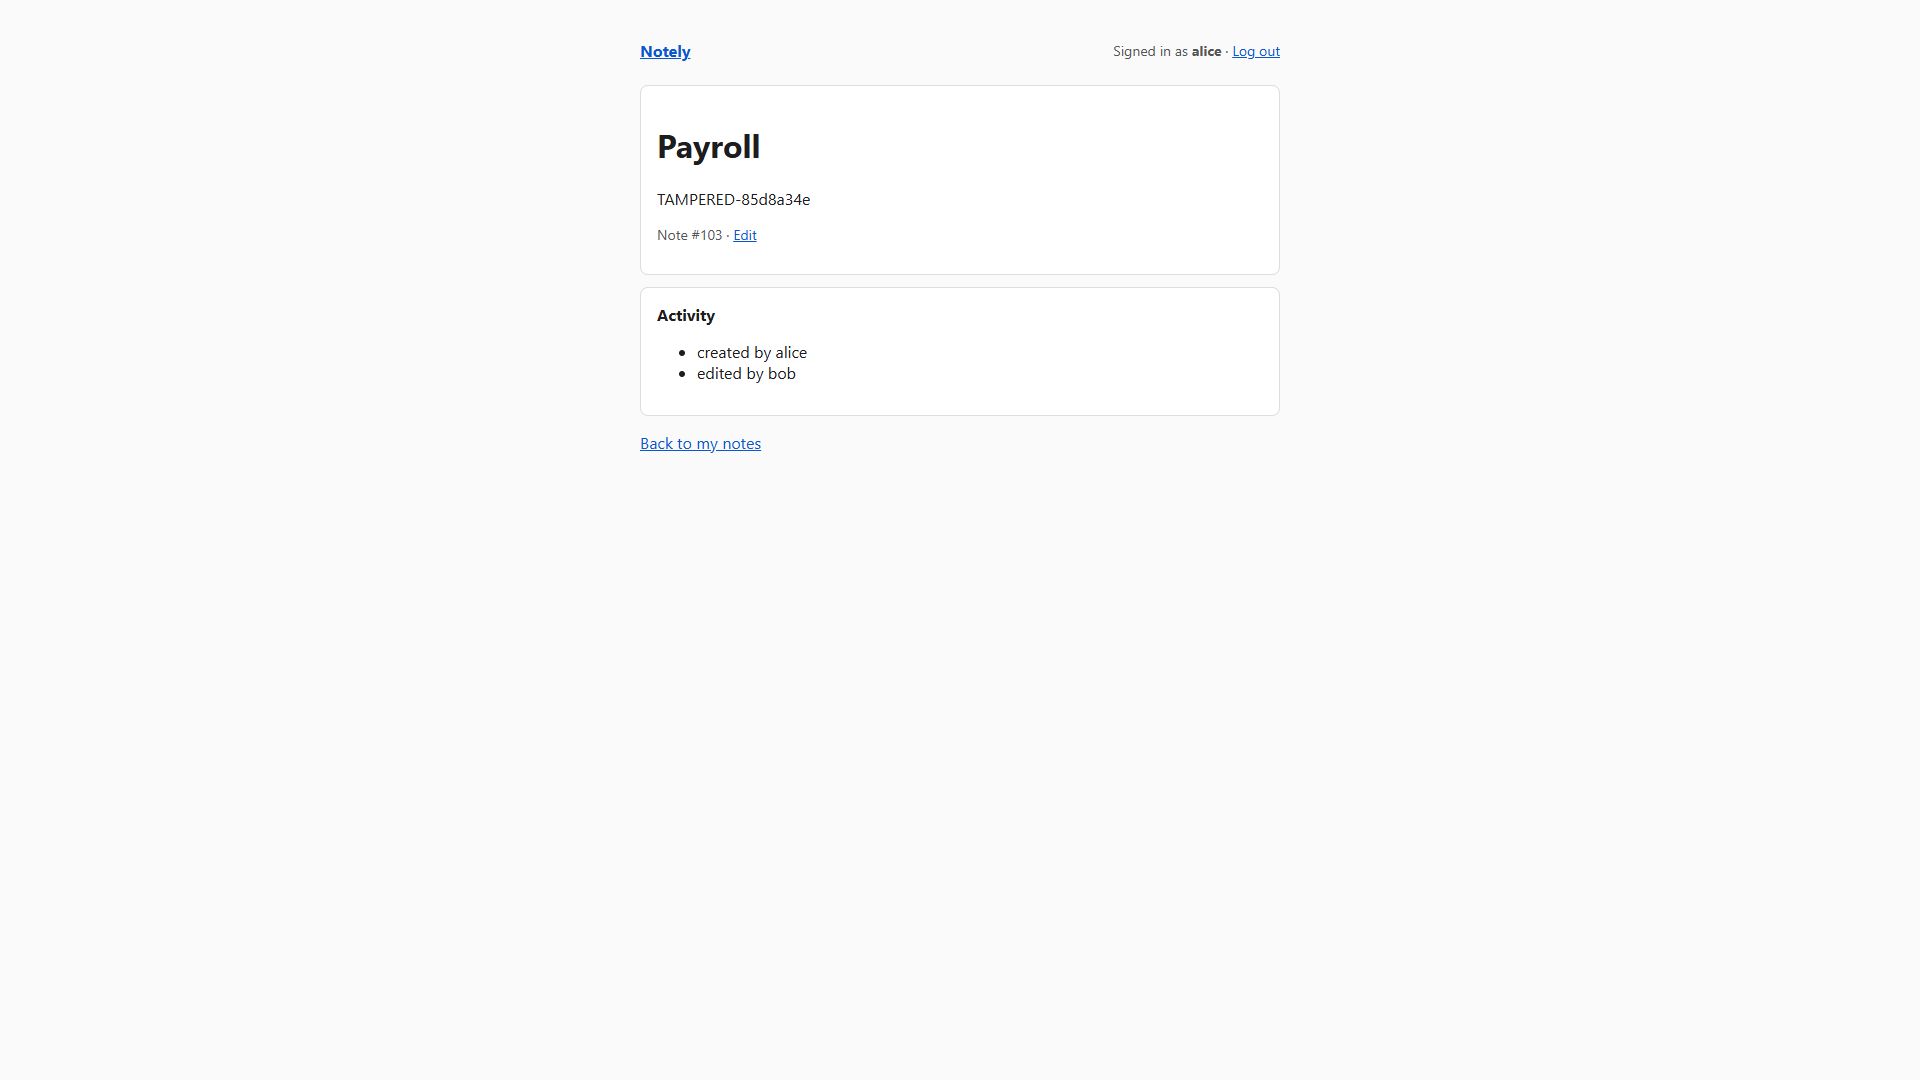 Notely
Signed in as alice · Log out
Payroll
TAMPERED-85d8a34e
Note #103 · Edit
Activity
• created by alice
• edited by bob
Back to my notes